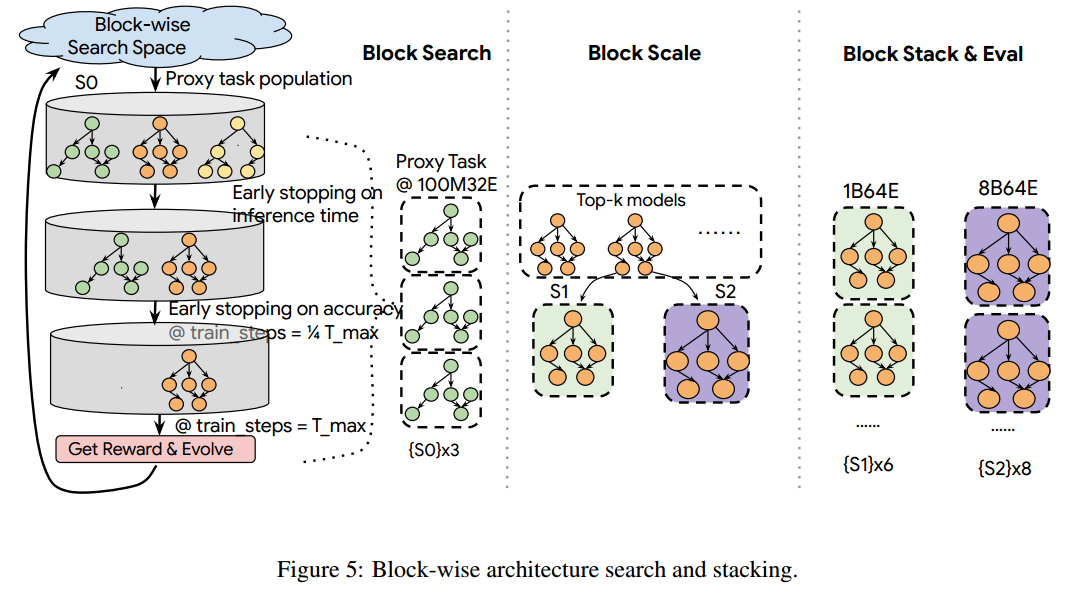 Block-wise
Search Space
S0
Proxy task population
Early stopping on
inference time
Early stopping on accuracy
@ train_steps = ¼ T_max
@ train_steps = T_max
Get Reward & Evolve
Block Search
Proxy Task
@ 100M32E
{S0}x3
Block Scale
Top-k models
......
S1
S2
Block Stack & Eval
1B64E
8B64E
......
......
{S1}x6
{S2}x8
Figure 5: Block-wise architecture search and stacking.